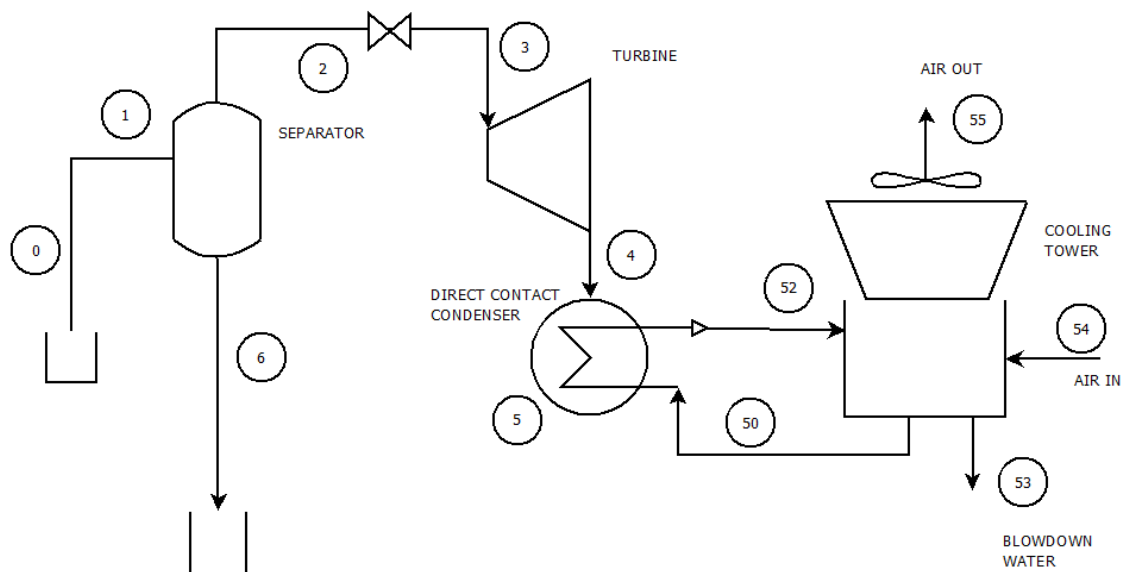 TURBINE
AIR OUT
3
2
1
55
SEPARATOR
COOLING
TOWER
0
4
DIRECT CONTACT
CONDENSER
52
54
6
AIR IN
5
50
53
BLOWDOWN
WATER